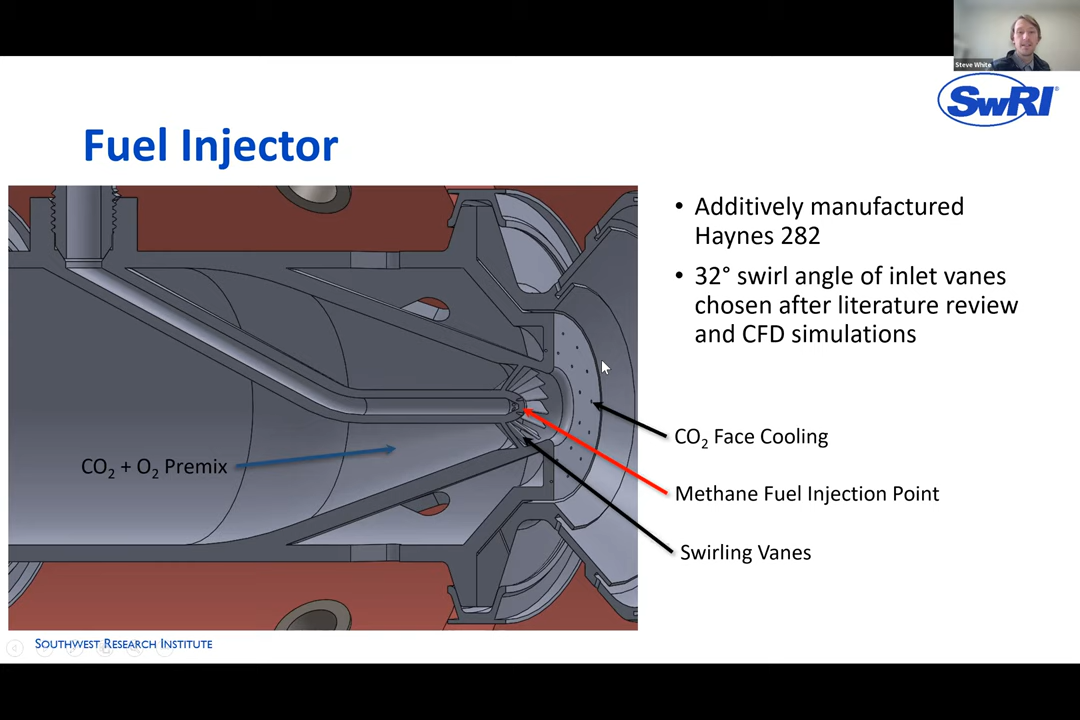 Steve White
SwRI®
Fuel Injector
• Additively manufactured
Haynes 282
• 32° swirl angle of inlet vanes
chosen after literature review
and CFD simulations
CO₂ Face Cooling
CO₂ + O₂ Premix
Methane Fuel Injection Point
Swirling Vanes
SOUTHWEST RESEARCH INSTITUTE